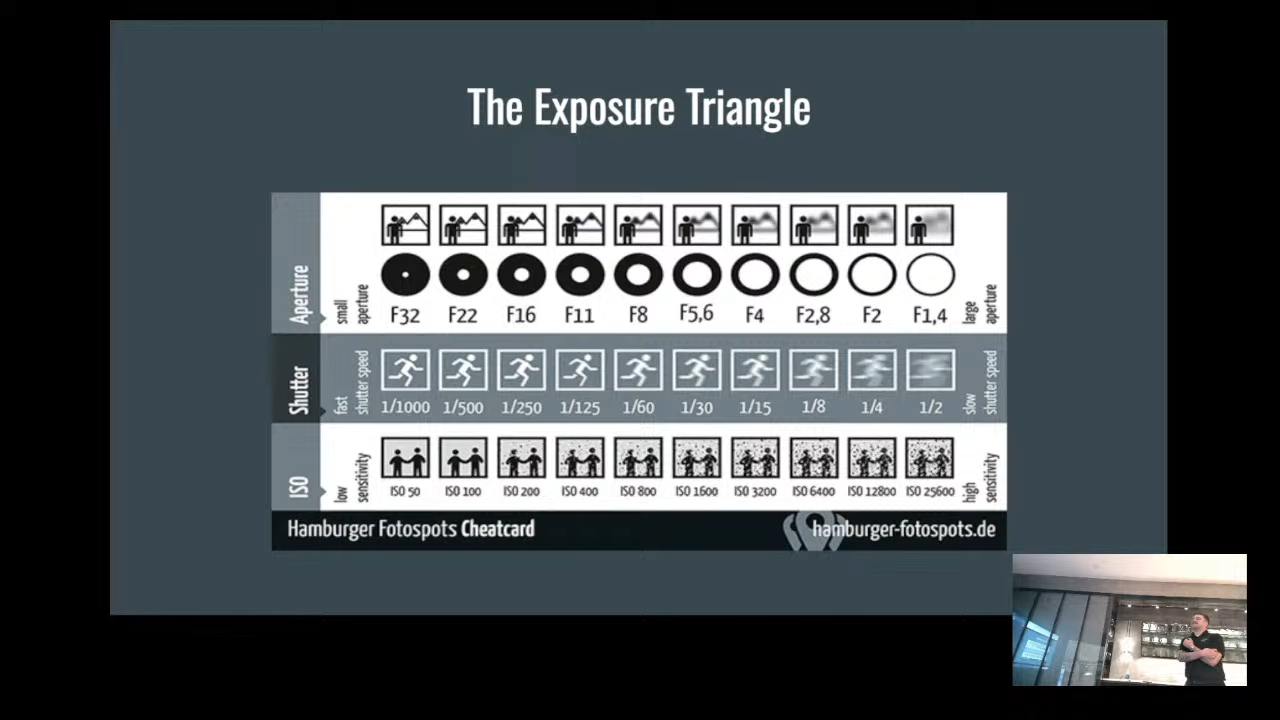 The Exposure Triangle
Aperture
small aperture
F32 F22 F16 F11 F8 F5,6 F4 F2,8 F2 F1,4
large aperture
Shutter
fast shutter speed
1/1000 1/500 1/250 1/125 1/60 1/30 1/15 1/8 1/4 1/2
slow shutter speed
ISO
low sensitivity
ISO 50 ISO 100 ISO 200 ISO 400 ISO 800 ISO 1600 ISO 3200 ISO 6400 ISO 12800 ISO 25600
high sensitivity
Hamburger Fotospots Cheatcard
hamburger-fotospots.de